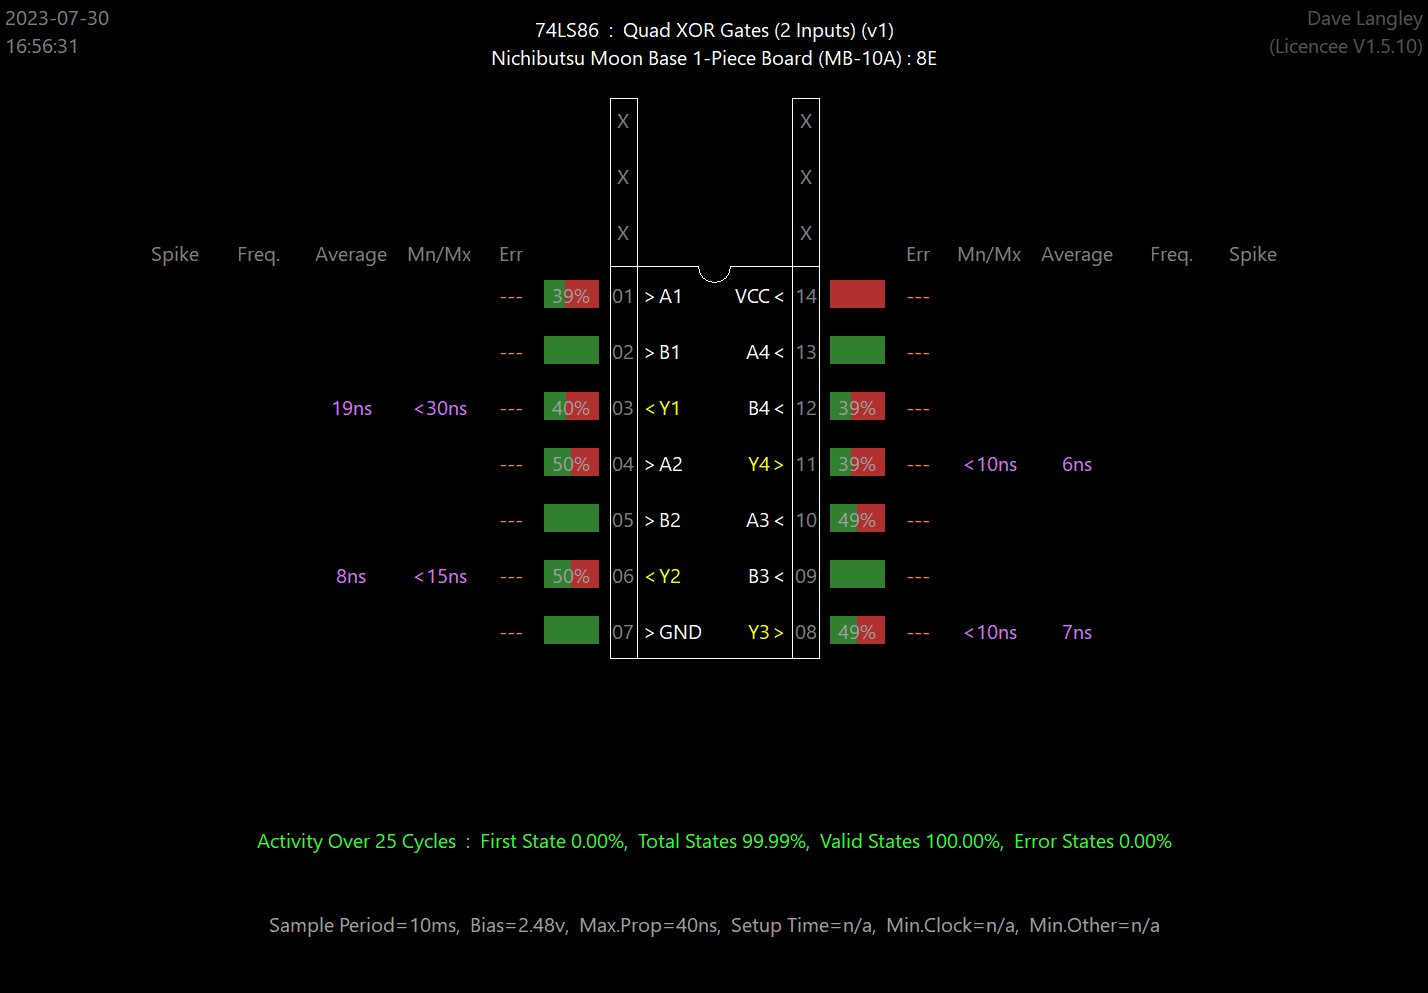 2023-07-30
16:56:31
74LS86 : Quad XOR Gates (2 Inputs) (v1)
Nichibutsu Moon Base 1-Piece Board (MB-10A) : 8E
Dave Langley
(Licencee V1.5.10)
X X
X X
X X
Spike Freq. Average Mn/Mx Err Err Mn/Mx Average Freq. Spike
--- 39% 01 >A1 VCC< 14 ---
--- 02 >B1 A4< 13 ---
19ns <30ns --- 40% 03 <Y1 B4< 12 39% ---
--- 50% 04 >A2 Y4> 11 39% --- <10ns 6ns
--- 05 >B2 A3< 10 49% ---
8ns <15ns --- 50% 06 <Y2 B3< 09 ---
--- 07 >GND Y3> 08 49% --- <10ns 7ns
Activity Over 25 Cycles : First State 0.00%, Total States 99.99%, Valid States 100.00%, Error States 0.00%
Sample Period=10ms, Bias=2.48v, Max.Prop=40ns, Setup Time=n/a, Min.Clock=n/a, Min.Other=n/a